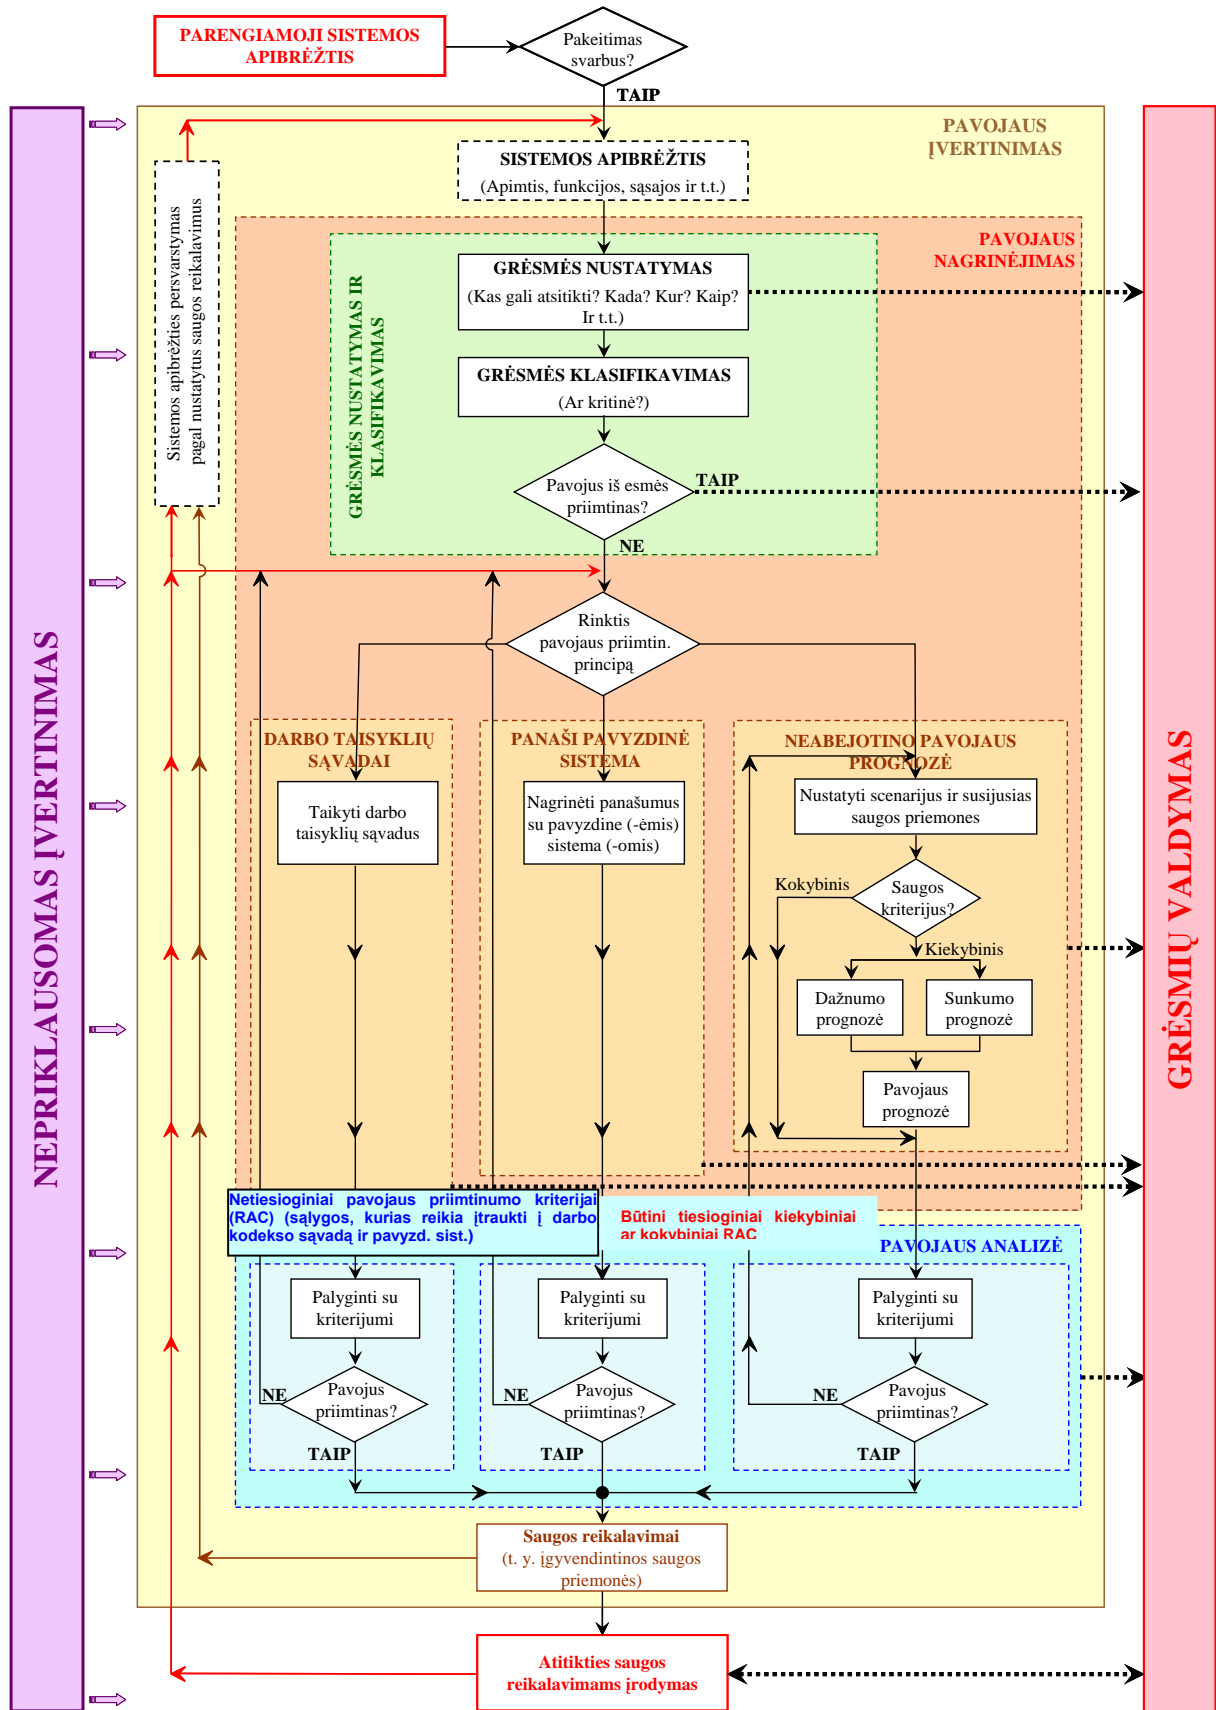 PARENGIAMOJI SISTEMOS
APIBRĖŽTIS
Pakeitimas
svarbus?
TAIP
PAVOJAUS
ĮVERTINIMAS
SISTEMOS APIBRĖŽTIS
(Apimtis, funkcijos, sąsajos ir t.t.)
Sistemos apibrėžties persvarstymas
pagal nustatytus saugos reikalavimus
PAVOJAUS
NAGRINĖJIMAS
GRĖSMĖS NUSTATYMAS IR
KLASIFIKAVIMAS
GRĖSMĖS NUSTATYMAS
(Kas gali atsitikti? Kada? Kur? Kaip?
Ir t.t.)
GRĖSMĖS KLASIFIKAVIMAS
(Ar kritinė?)
Pavojus iš esmės
priimtinas?
TAIP
NE
NEPRIKLAUSOMAS ĮVERTINIMAS
GRĖSMIŲ VALDYMAS
Rinktis
pavojaus priimtin.
principą
DARBO TAISYKLIŲ
SĄVADAI
Taikyti darbo
taisyklių sąvadus
PANAŠI PAVYZDINĖ
SISTEMA
Nagrinėti panašumus
su pavyzdine (-ėmis)
sistema (-omis)
NEABEJOTINO PAVOJAUS
PROGNOZĖ
Nustatyti scenarijus ir susijusias
saugos priemones
Kokybinis
Saugos
kriterijus?
Kiekybinis
Dažnumo
prognozė
Sunkumo
prognozė
Pavojaus
prognozė
Netiesioginiai pavojaus priimtinumo kriterijai
(RAC) (sąlygos, kurias reikia įtraukti į darbo
kodekso sąvadą ir pavyzd. sist.)
Būtini tiesioginiai kiekybiniai
ar kokybiniai RAC
PAVOJAUS ANALIZĖ
Palyginti su
kriterijumi
Palyginti su
kriterijumi
Palyginti su
kriterijumi
NE
Pavojus
priimtinas?
TAIP
NE
Pavojus
priimtinas?
TAIP
NE
Pavojus
priimtinas?
TAIP
Saugos reikalavimai
(t. y. įgyvendintinos saugos
priemonės)
Atitikties saugos
reikalavimams įrodymas